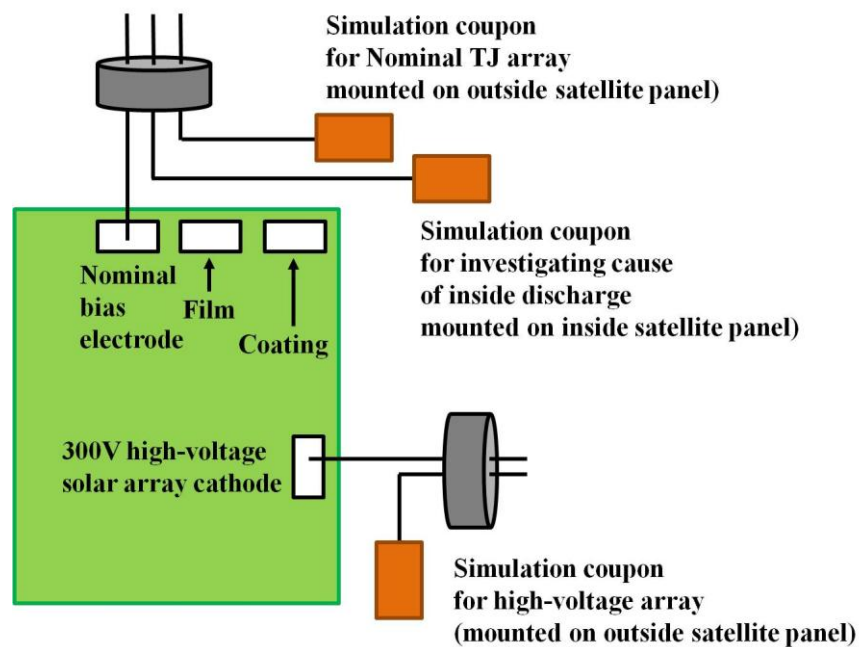 Simulation coupon
for Nominal TJ array
mounted on outside satellite panel)
Simulation coupon
for investigating cause
of inside discharge
mounted on inside satellite panel)
Nominal
bias
electrode
Film
Coating
300V high-voltage
solar array cathode
Simulation coupon
for high-voltage array
(mounted on outside satellite panel)